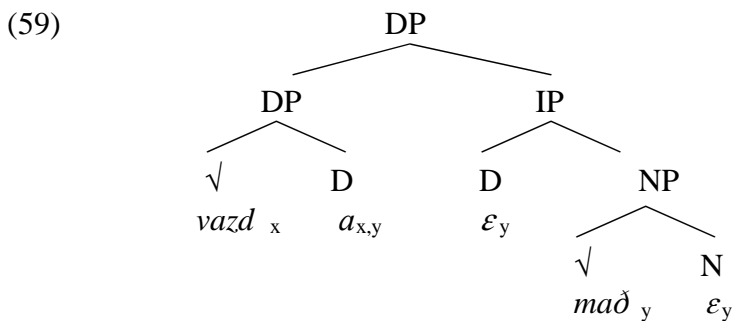 (59) DP
DP IP
√ D D NP
vazd x a x,y ε y
√ N
mað y ε y